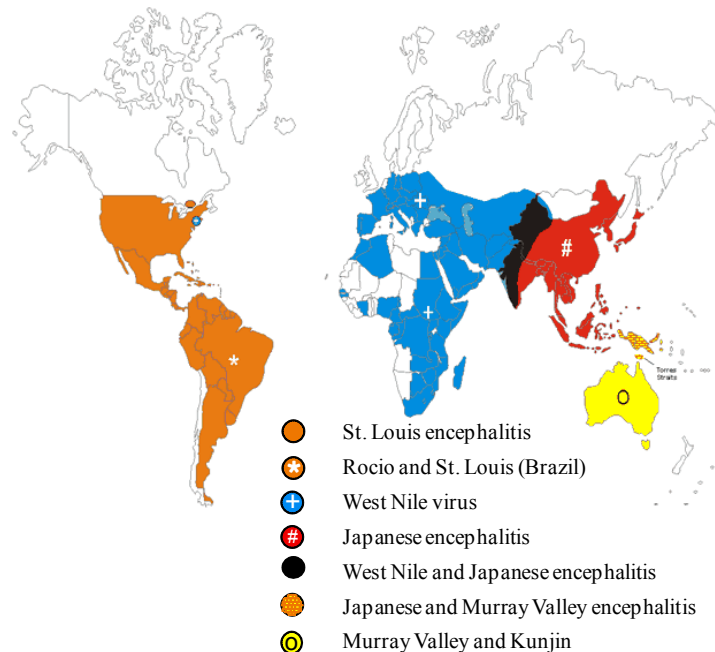 +
#
+
*
Torres
Straits
O
St. Louis encephalitis
* Rocio and St. Louis (Brazil)
+ West Nile virus
# Japanese encephalitis
West Nile and Japanese encephalitis
Japanese and Murray Valley encephalitis
O Murray Valley and Kunjin